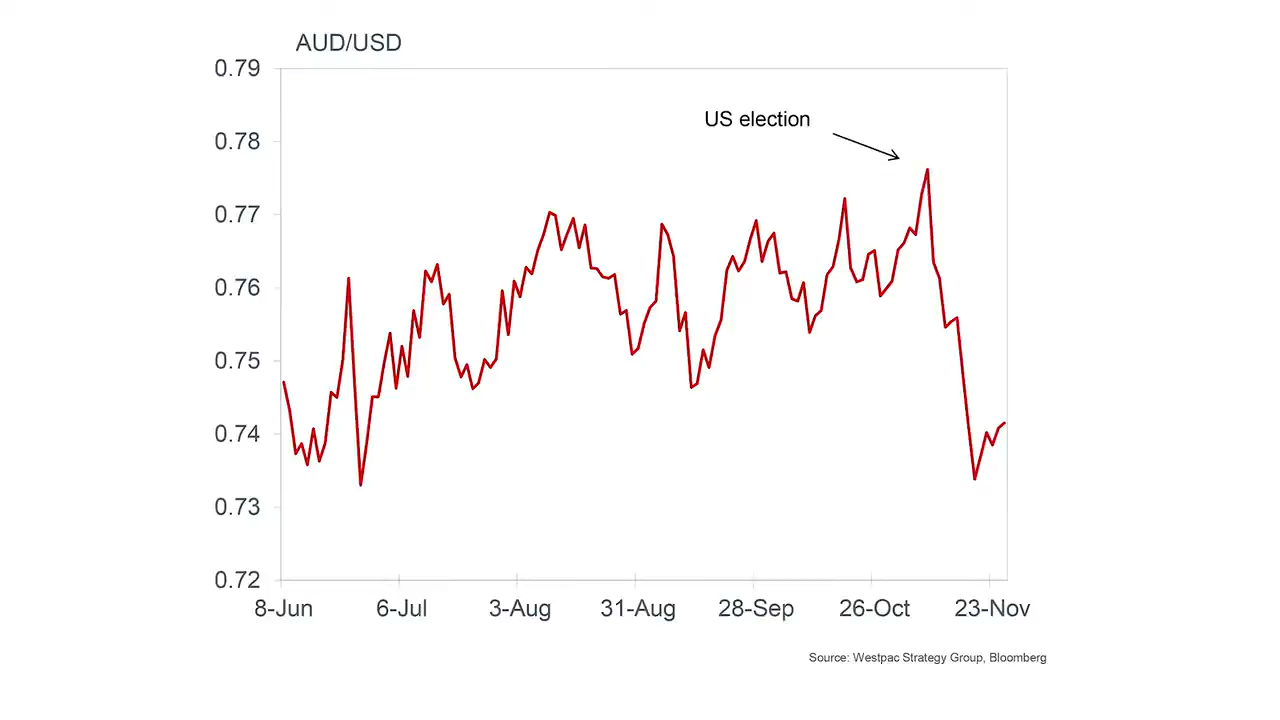 AUD/USD
0.79
US election
0.78
0.77
0.76
0.75
0.74
0.73
0.72
8-Jun 6-Jul 3-Aug 31-Aug 28-Sep 26-Oct 23-Nov
Source: Westpac Strategy Group, Bloomberg